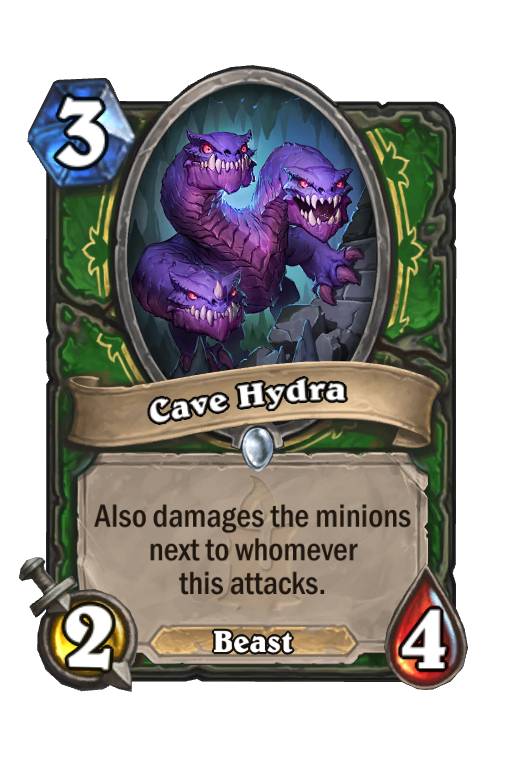 3
Cave Hydra
Also damages the minions
next to whomever
this attacks.
2
Beast
4